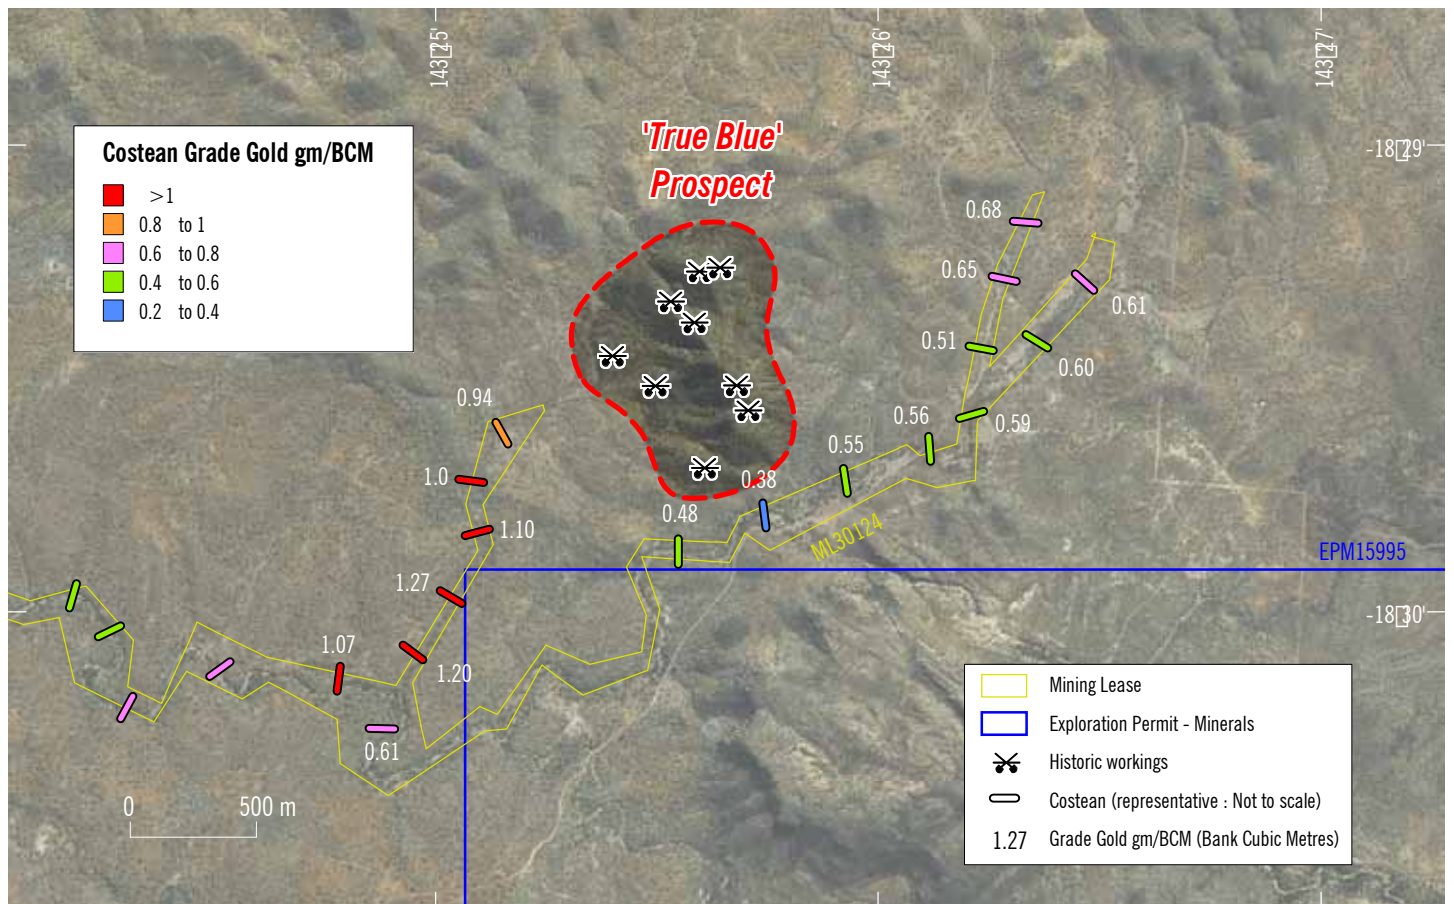 143▯25'
143▯26'
143▯27'
'True Blue'
Prospect
-18▯29'
Costean Grade Gold gm/BCM
>1
0.8 to 1
0.6 to 0.8
0.4 to 0.6
0.2 to 0.4
0.68
0.65
0.61
0.51
0.60
0.94
0.56
0.59
0.55
1.0
0.38
0.48
1.10
ML30124
EPM15995
1.27
-18▯30'
1.07
1.20
0.61
0 500 m
Mining Lease
Exploration Permit - Minerals
Historic workings
Costean (representative : Not to scale)
1.27 Grade Gold gm/BCM (Bank Cubic Metres)